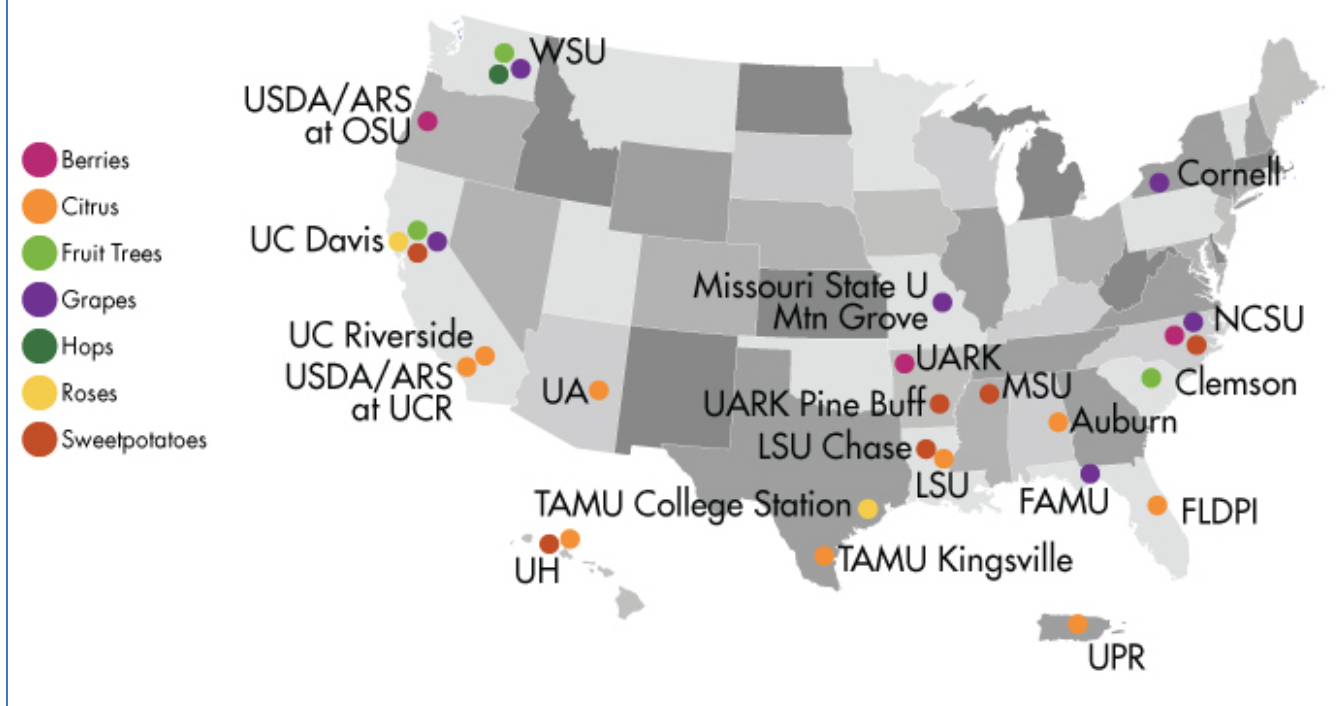 Berries
Citrus
Fruit Trees
Grapes
Hops
Roses
Sweetpotatoes
WSU
USDA/ARS
at OSU
UC Davis
UC Riverside
USDA/ARS
at UCR
UA
Missouri State U
Mtn Grove
UARK
UARK Pine Buff
MSU
LSU Chase
LSU
TAMU College Station
TAMU Kingsville
UH
Cornell
NCSU
Clemson
Auburn
FAMU
FLDPI
UPR